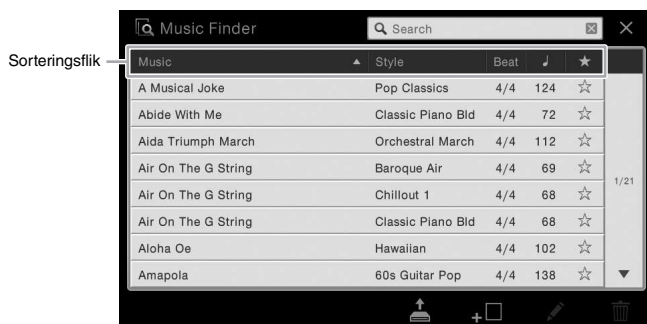 Music Finder
Search
Sorteringsflik
Music Style Beat ♩ ★
A Musical Joke Pop Classics 4/4 124 ☆
Abide With Me Classic Piano Bld 4/4 72 ☆
Aida Triumph March Orchestral March 4/4 112 ☆
Air On The G String Baroque Air 4/4 69 ☆
Air On The G String Chillout 1 4/4 68 ☆
Air On The G String Classic Piano Bld 4/4 68 ☆
Aloha Oe Hawaiian 4/4 102 ☆
Amapola 60s Guitar Pop 4/4 138 ☆
1/21